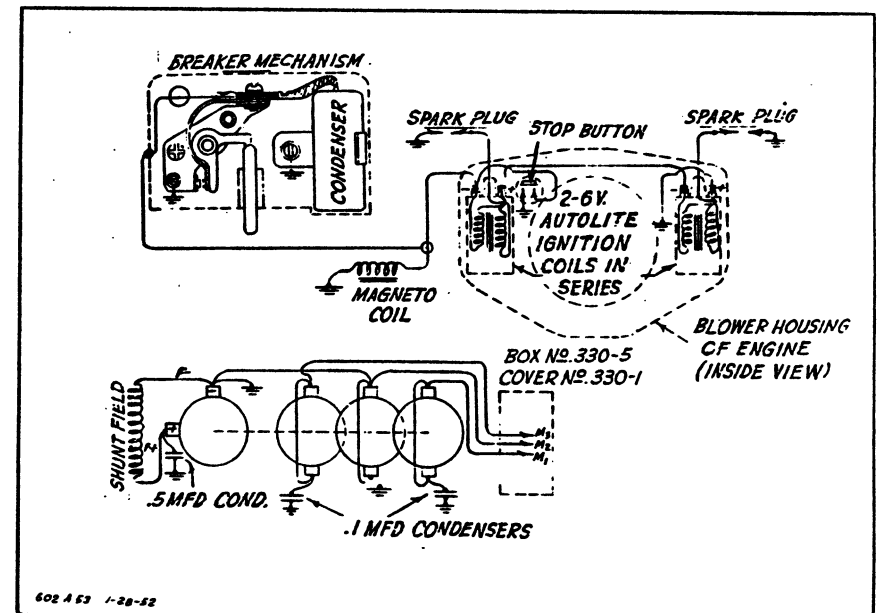 BREAKER MECHANISM
CONDENSER
SPARK PLUG
STOP BUTTON
SPARK PLUG
2-6V.
AUTOLITE
IGNITION
COILS IN
SERIES
MAGNETO
COIL
BLOWER HOUSING
OF ENGINE
(INSIDE VIEW)
BOX Nº.330-5
COVER Nº.330-1
SHUNT FIELD
F-
F+
M3
M2
M1
.5 MFD COND.
.1 MFD CONDENSERS
602 A 53 1-28-52